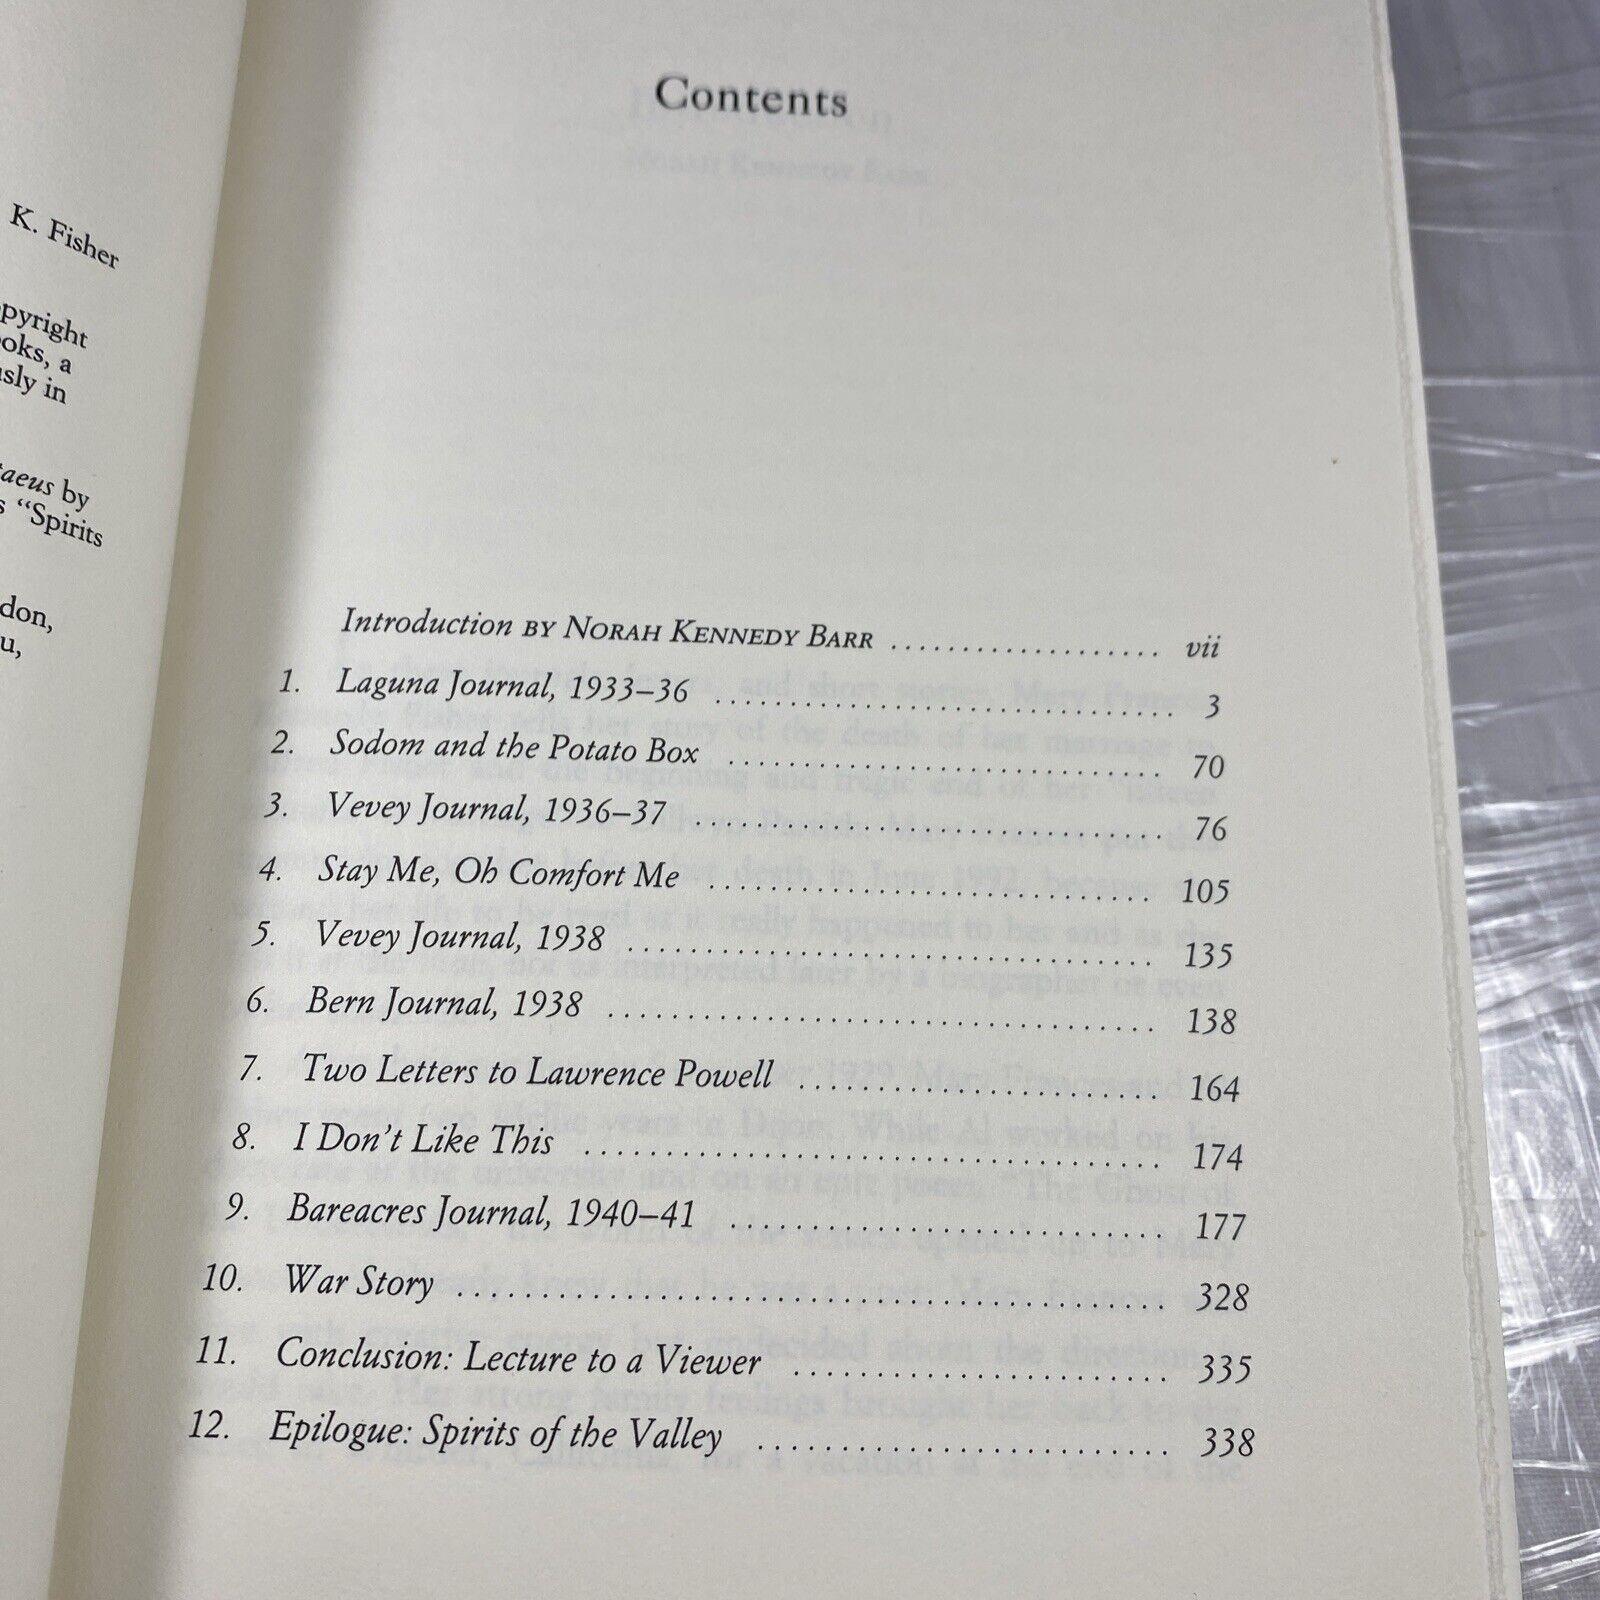 K. Fisher
opyright
ooks, a
usly in
taeus by
s "Spirits
don,
u,
Contents
Introduction BY NORAH KENNEDY BARR .................... vii
1. Laguna Journal, 1933–36 .................... 3
2. Sodom and the Potato Box .................... 70
3. Vevey Journal, 1936–37 .................... 76
4. Stay Me, Oh Comfort Me .................... 105
5. Vevey Journal, 1938 .................... 135
6. Bern Journal, 1938 .................... 138
7. Two Letters to Lawrence Powell .................... 164
8. I Don't Like This .................... 174
9. Bareacres Journal, 1940–41 .................... 177
10. War Story .................... 328
11. Conclusion: Lecture to a Viewer .................... 335
12. Epilogue: Spirits of the Valley .................... 338